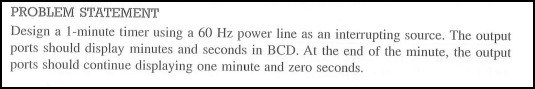 PROBLEM STATEMENT
Design a 1-minute timer using a 60 Hz power line as an interrupting source. The output
ports should display minutes and seconds in BCD. At the end of the minute, the output
ports should continue displaying one minute and zero seconds.